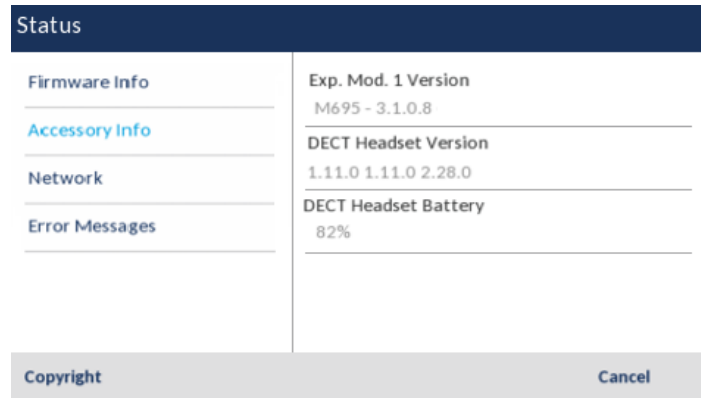 Status
Firmware Info
Accessory Info
Network
Error Messages
Exp. Mod. 1 Version
M695 - 3.1.0.8
DECT Headset Version
1.11.0 1.11.0 2.28.0
DECT Headset Battery
82%
Copyright
Cancel